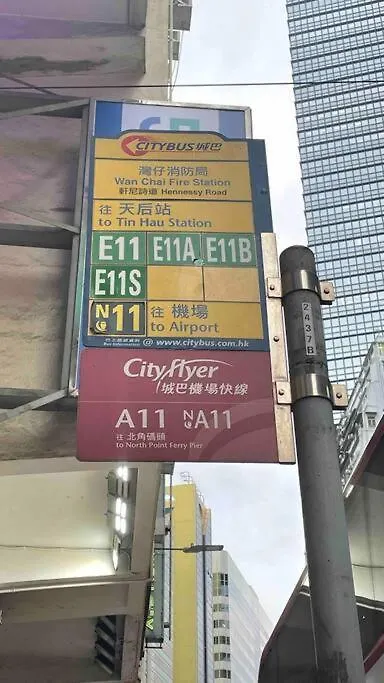 CITYBUS 城巴
灣仔消防局
Wan Chai Fire Station
軒尼詩道 Hennessy Road
往 天后站
to Tin Hau Station
E11 E11A E11B
E11S
N11 往 機場
to Airport
Bus Information @ www.citybus.com.hk
Cityflyer
城巴機場快線
A11 NA11
往 北角碼頭
to North Point Ferry Pier
2437B